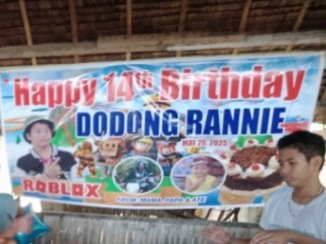 Happy 14th Birthday
DODONG RANNIE
MAY 20, 2025
ROBLOX
FROM: MAMA, PAPA & ATE